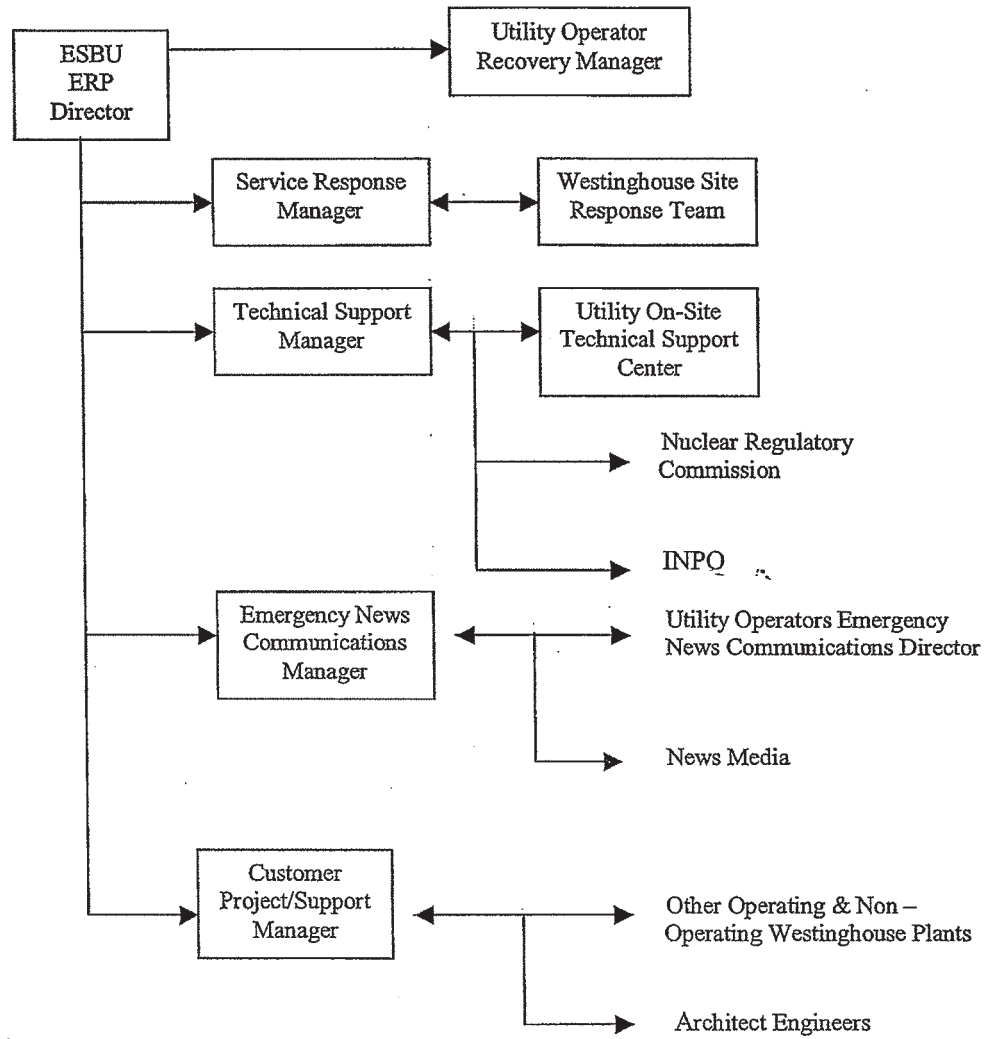 ESBU
ERP
Director
Utility Operator
Recovery Manager
Service Response
Manager
Westinghouse Site
Response Team
Technical Support
Manager
Utility On-Site
Technical Support
Center
Nuclear Regulatory
Commission
INPO
Emergency News
Communications
Manager
Utility Operators Emergency
News Communications Director
News Media
Customer
Project/Support
Manager
Other Operating & Non –
Operating Westinghouse Plants
Architect Engineers